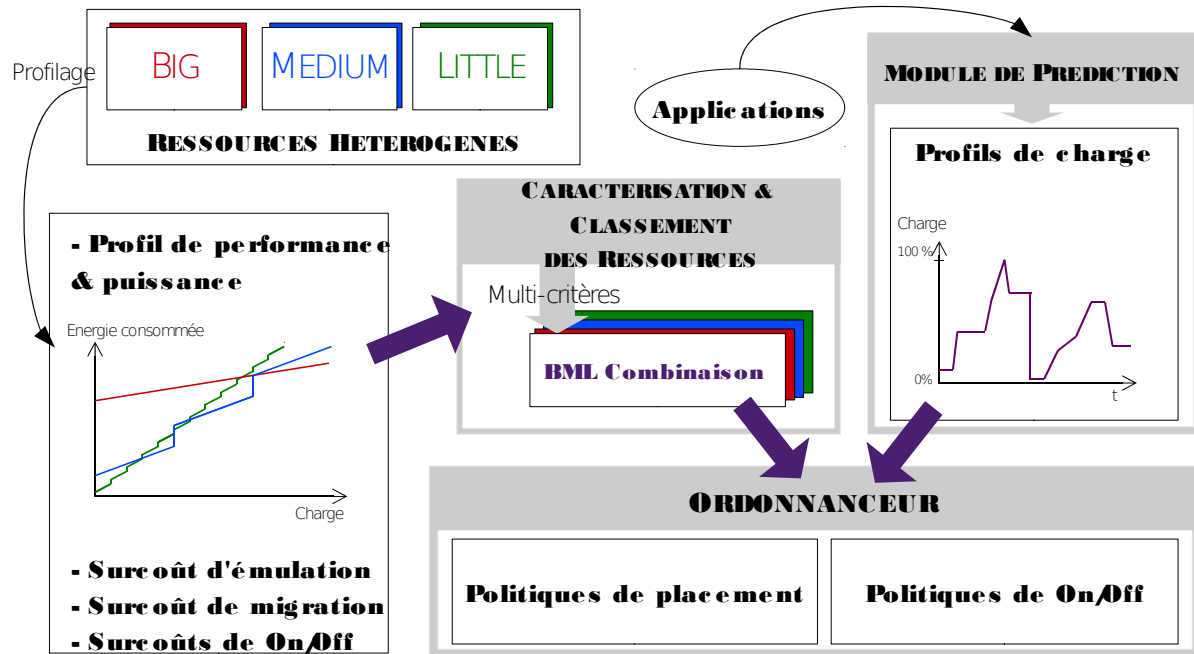 Profilage
BIG
MEDIUM
LITTLE
RESSOURCES HETEROGENES
Applications
MODULE DE PREDICTION
Profils de charge
Charge
100 %
0%
t
- Profil de performance
& puissance
Energie consommée
Charge
- Surcoût d'émulation
- Surcoût de migration
- Surcoûts de On/Off
CARACTERISATION &
CLASSEMENT
DES RESSOURCES
Multi-critères
BML Combinaison
ORDONNANCEUR
Politiques de placement
Politiques de On/Off